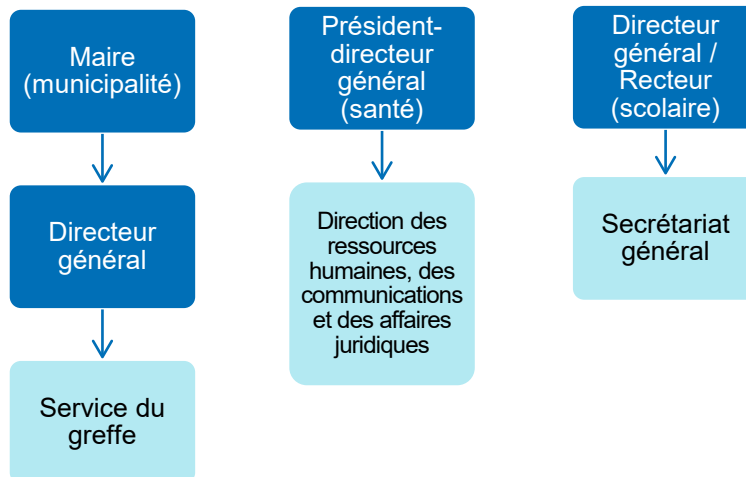 Maire
(municipalité)
Directeur
général
Service du
greffe
Président-
directeur
général
(santé)
Direction des
ressources
humaines, des
communications
et des affaires
juridiques
Directeur
général /
Recteur
(scolaire)
Secrétariat
général